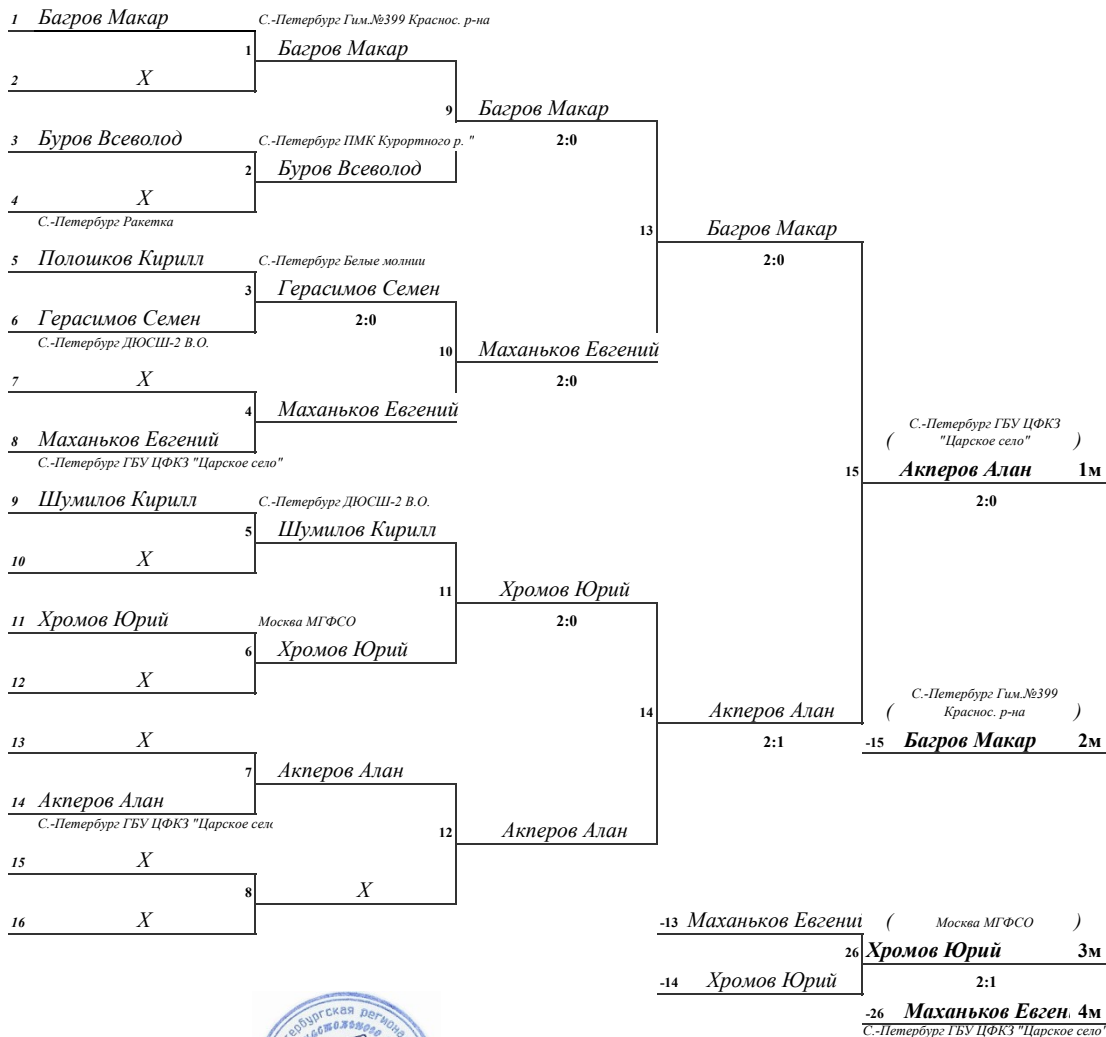 1 Багров Макар С.-Петербург Гим.№399 Краснос. р-на
1 Багров Макар
2 X
9 Багров Макар
2:0
3 Буров Всеволод С.-Петербург ПМК Курортного р. "
2 Буров Всеволод
4 X
С.-Петербург Ракетка
13 Багров Макар
2:0
5 Полошков Кирилл С.-Петербург Белые молнии
3 Герасимов Семен
2:0
6 Герасимов Семен
С.-Петербург ДЮСШ-2 В.О.
10 Маханьков Евгений
2:0
7 X
4 Маханьков Евгений
8 Маханьков Евгений
С.-Петербург ГБУ ЦФКЗ "Царское село"
( С.-Петербург ГБУ ЦФКЗ "Царское село" )
15 Акперов Алан 1м
2:0
9 Шумилов Кирилл С.-Петербург ДЮСШ-2 В.О.
5 Шумилов Кирилл
10 X
11 Хромов Юрий
2:0
11 Хромов Юрий Москва МГФСО
6 Хромов Юрий
12 X
14 Акперов Алан
2:1
( С.-Петербург Гим.№399 Краснос. р-на )
-15 Багров Макар 2м
13 X
7 Акперов Алан
14 Акперов Алан
С.-Петербург ГБУ ЦФКЗ "Царское сел
12 Акперов Алан
15 X
8 X
16 X
-13 Маханьков Евгени ( Москва МГФСО )
26 Хромов Юрий 3м
2:1
-14 Хромов Юрий
-26 Маханьков Евген 4м
С.-Петербург ГБУ ЦФКЗ "Царское село"